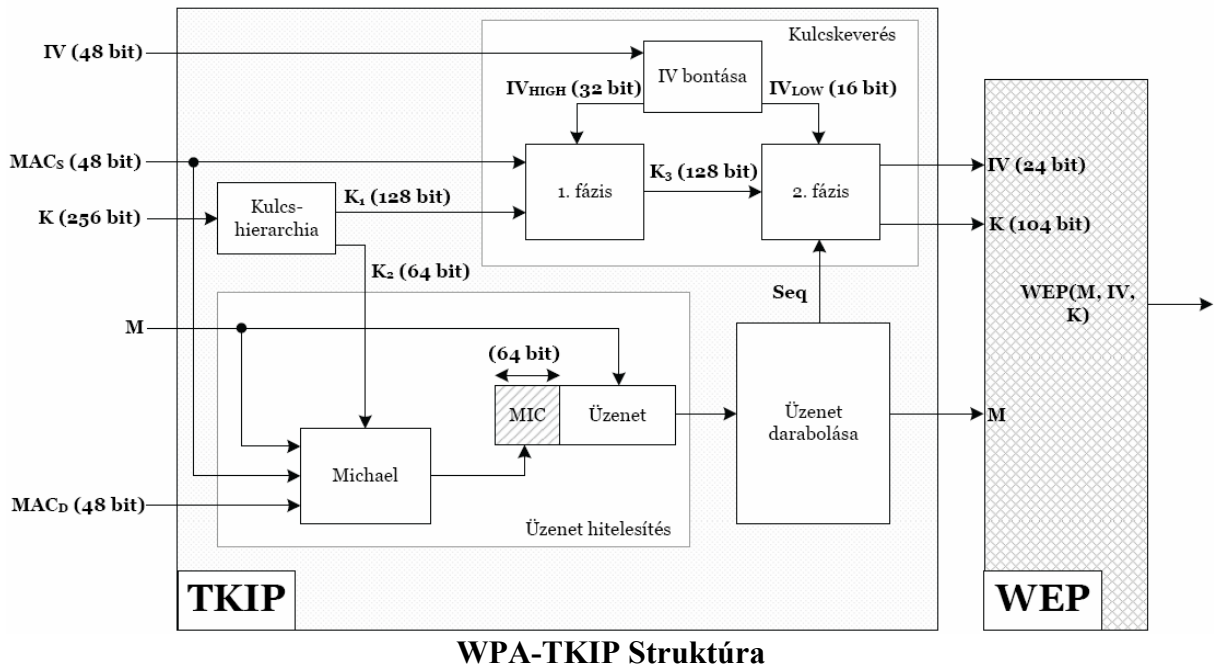 Kulcskeverés
IV (48 bit)
IV bontása
IVHIGH (32 bit)
IVLOW (16 bit)
MACS (48 bit)
K3 (128 bit)
IV (24 bit)
1. fázis
2. fázis
K1 (128 bit)
K (256 bit)
Kulcs-
hierarchia
K (104 bit)
K2 (64 bit)
Seq
WEP(M, IV,
K)
M
(64 bit)
MIC
Üzenet
Üzenet
darabolása
M
Michael
MACD (48 bit)
Üzenet hitelesítés
TKIP
WEP
WPA-TKIP Struktúra